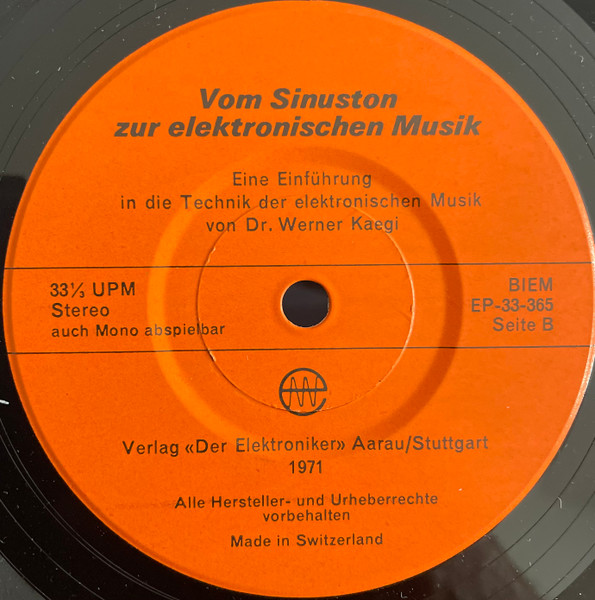 Vom Sinuston
zur elektronischen Musik
Eine Einführung
in die Technik der elektronischen Musik
von Dr. Werner Kaegi
33⅓ UPM
Stereo
auch Mono abspielbar
BIEM
EP-33-365
Seite B
Verlag «Der Elektroniker» Aarau/Stuttgart
1971
Alle Hersteller- und Urheberrechte
vorbehalten
Made in Switzerland